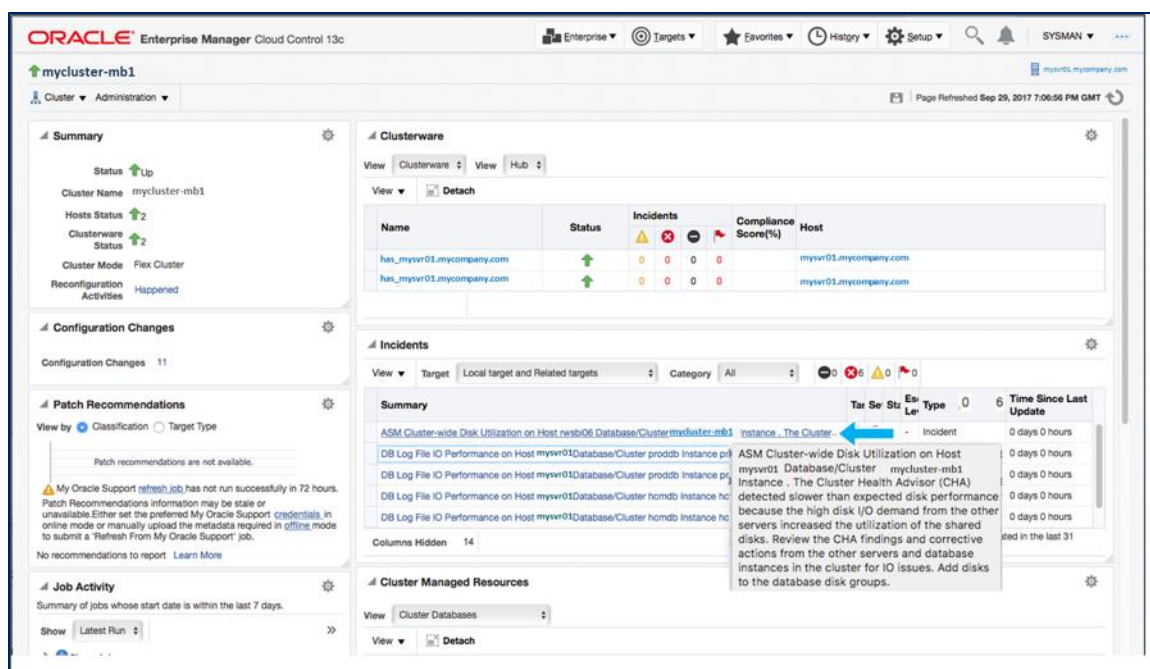 ORACLE® Enterprise Manager Cloud Control 13c
Enterprise ▼ Targets ▼ Favorites ▼ History ▼ Setup ▼ SYSMAN ▼
mycluster-mb1
mysvr01.mycompany.com
Cluster ▼ Administration ▼
Page Refreshed Sep 29, 2017 7:06:56 PM GMT
Summary
Status Up
Cluster Name mycluster-mb1
Hosts Status 2
Clusterware
Status 2
Cluster Mode Flex Cluster
Reconfiguration
Activities Happened
Configuration Changes
Configuration Changes 11
Patch Recommendations
View by Classification Target Type
Patch recommendations are not available.
My Oracle Support refresh job has not run successfully in 72 hours.
Patch Recommendations information may be stale or
unavailable.Either set the preferred My Oracle Support credentials in
online mode or manually upload the metadata required in offline mode
to submit a 'Refresh From My Oracle Support' job.
No recommendations to report Learn More
Job Activity
Summary of jobs whose start date is within the last 7 days.
Show Latest Run
Clusterware
View Clusterware View Hub
View ▼ Detach
Name Status Incidents Compliance Score(%) Host
has_mysvr01.mycompany.com 0 0 0 0 mysvr01.mycompany.com
has_mysvr01.mycompany.com 0 0 0 0 mysvr01.mycompany.com
Incidents
View ▼ Target Local target and Related targets Category All 0 6 0 0
Summary Tar Se Sta Es Le Type 0 6 Time Since Last Update
ASM Cluster-wide Disk Utilization on Host rwsbi06 Database/Cluster mycluster-mb1 Instance . The Cluster.. - Incident 0 days 0 hours
DB Log File IO Performance on Host mysvr01Database/Cluster proddb Instance pr 0 days 0 hours
DB Log File IO Performance on Host mysvr01Database/Cluster proddb Instance pr 0 days 0 hours
DB Log File IO Performance on Host mysvr01Database/Cluster hcmdb Instance hc 0 days 0 hours
DB Log File IO Performance on Host mysvr01Database/Cluster hcmdb Instance hc 0 days 0 hours
Columns Hidden 14 in the last 31
ASM Cluster-wide Disk Utilization on Host
mysvr01 Database/Cluster mycluster-mb1
Instance . The Cluster Health Advisor (CHA)
detected slower than expected disk performance
because the high disk I/O demand from the other
servers increased the utilization of the shared
disks. Review the CHA findings and corrective
actions from the other servers and database
instances in the cluster for IO issues. Add disks
to the database disk groups.
Cluster Managed Resources
View Cluster Databases
View ▼ Detach